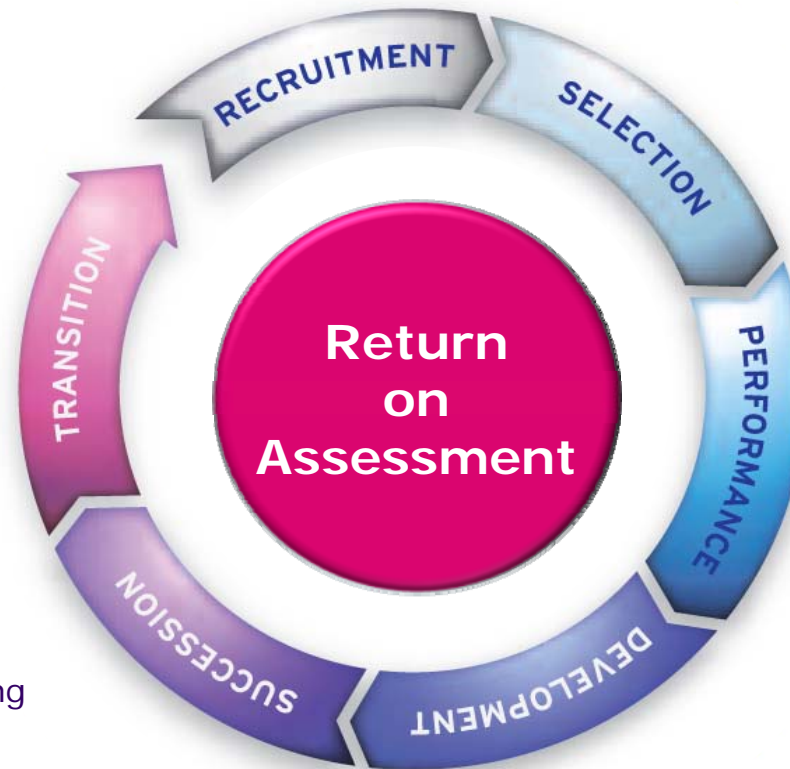 RECRUITMENT
SELECTION
PERFORMANCE
DEVELOPMENT
SUCCESSION
TRANSITION
Return
on
Assessment